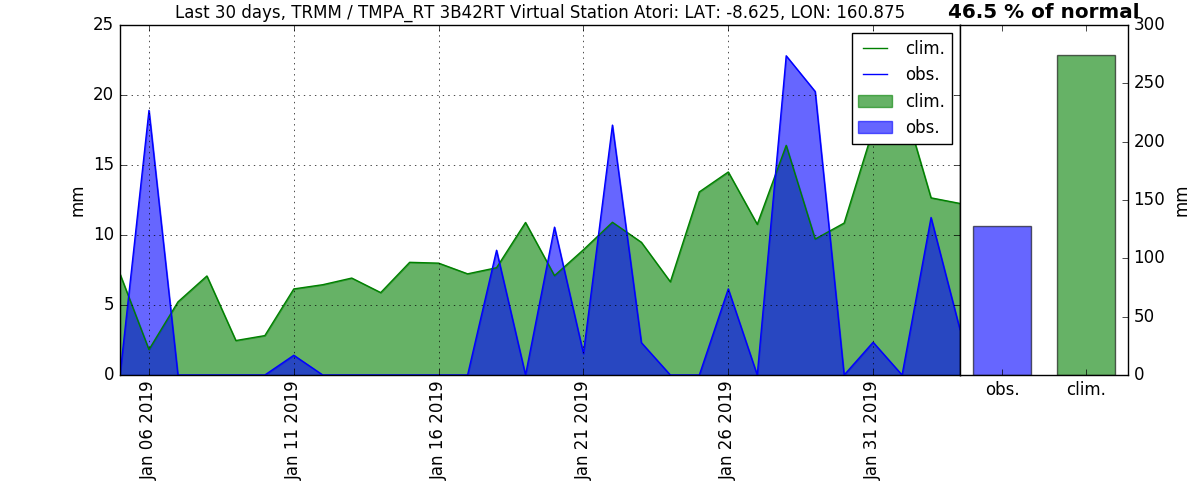 Last 30 days, TRMM / TMPA_RT 3B42RT Virtual Station Atori: LAT: -8.625, LON: 160.875
46.5 % of normal
25
20
15
10
5
0
mm
clim.
obs.
clim.
obs.
300
250
200
150
100
50
0
mm
Jan 06 2019
Jan 11 2019
Jan 16 2019
Jan 21 2019
Jan 26 2019
Jan 31 2019
obs.
clim.